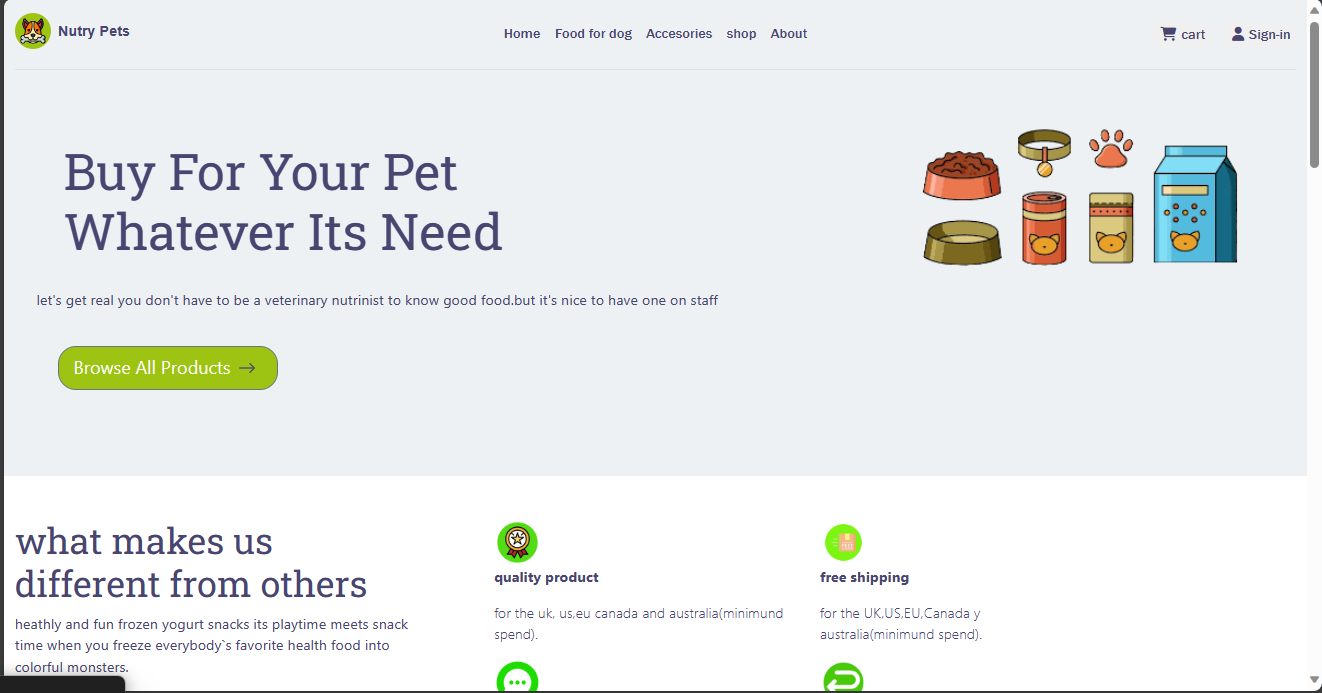 Nutry Pets
Home Food for dog Accesories shop About
cart Sign-in
Buy For Your Pet
Whatever Its Need
let's get real you don't have to be a veterinary nutrinist to know good food.but it's nice to have one on staff
Browse All Products →
what makes us
different from others
heathly and fun frozen yogurt snacks its playtime meets snack
time when you freeze everybody`s favorite health food into
colorful monsters.
quality product
for the uk, us,eu canada and australia(minimund
spend).
free shipping
for the UK,US,EU,Canada y
australia(minimund spend).